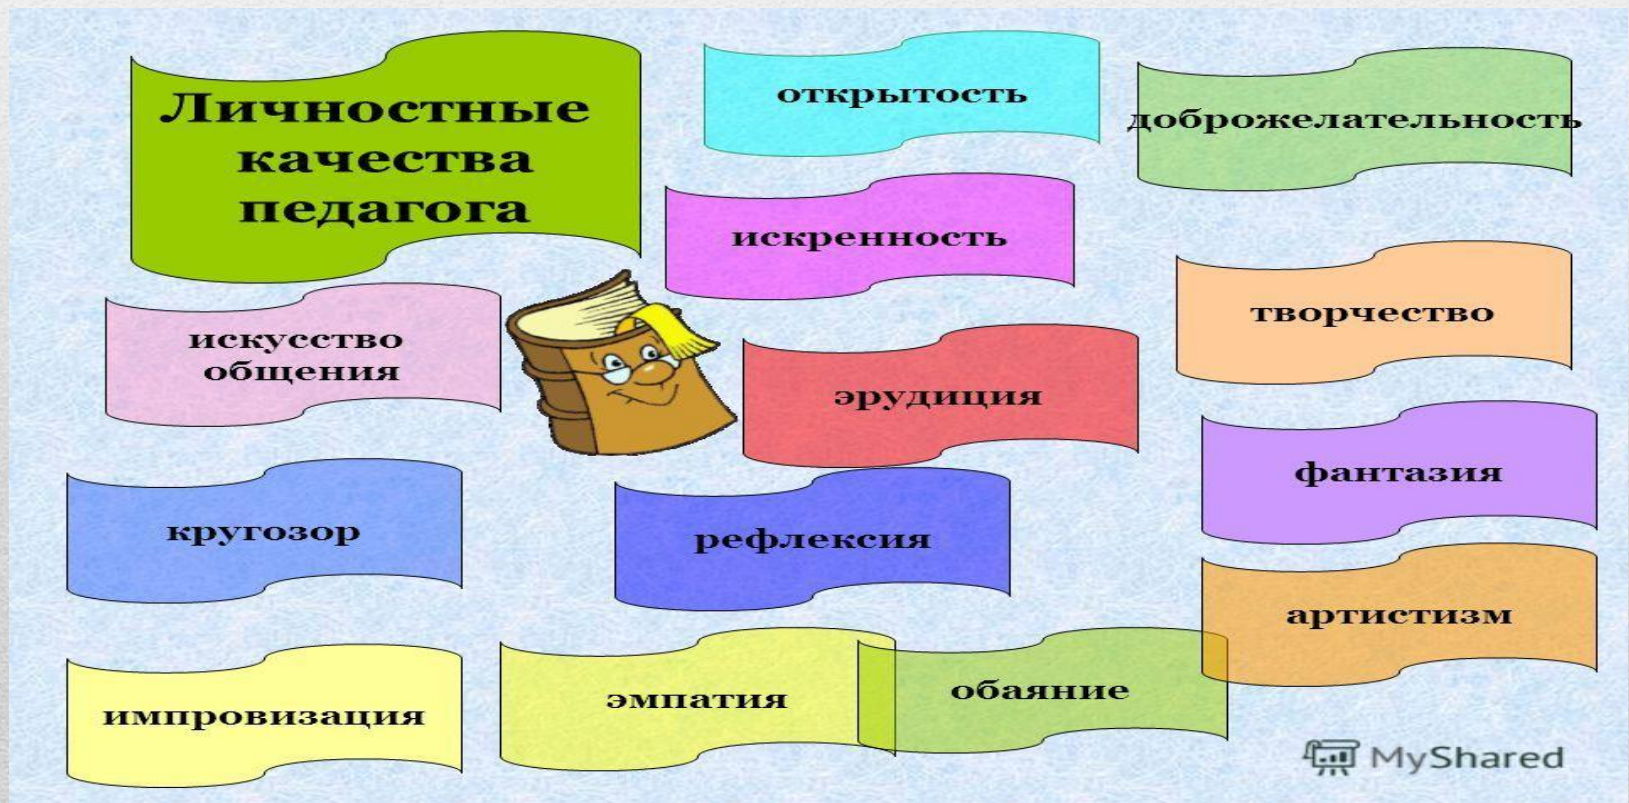 Личностные
качества
педагога
открытость
доброжелательность
искренность
искусство
общения
творчество
эрудиция
фантазия
кругозор
рефлексия
артистизм
импровизация
эмпатия
обаяние
MyShared